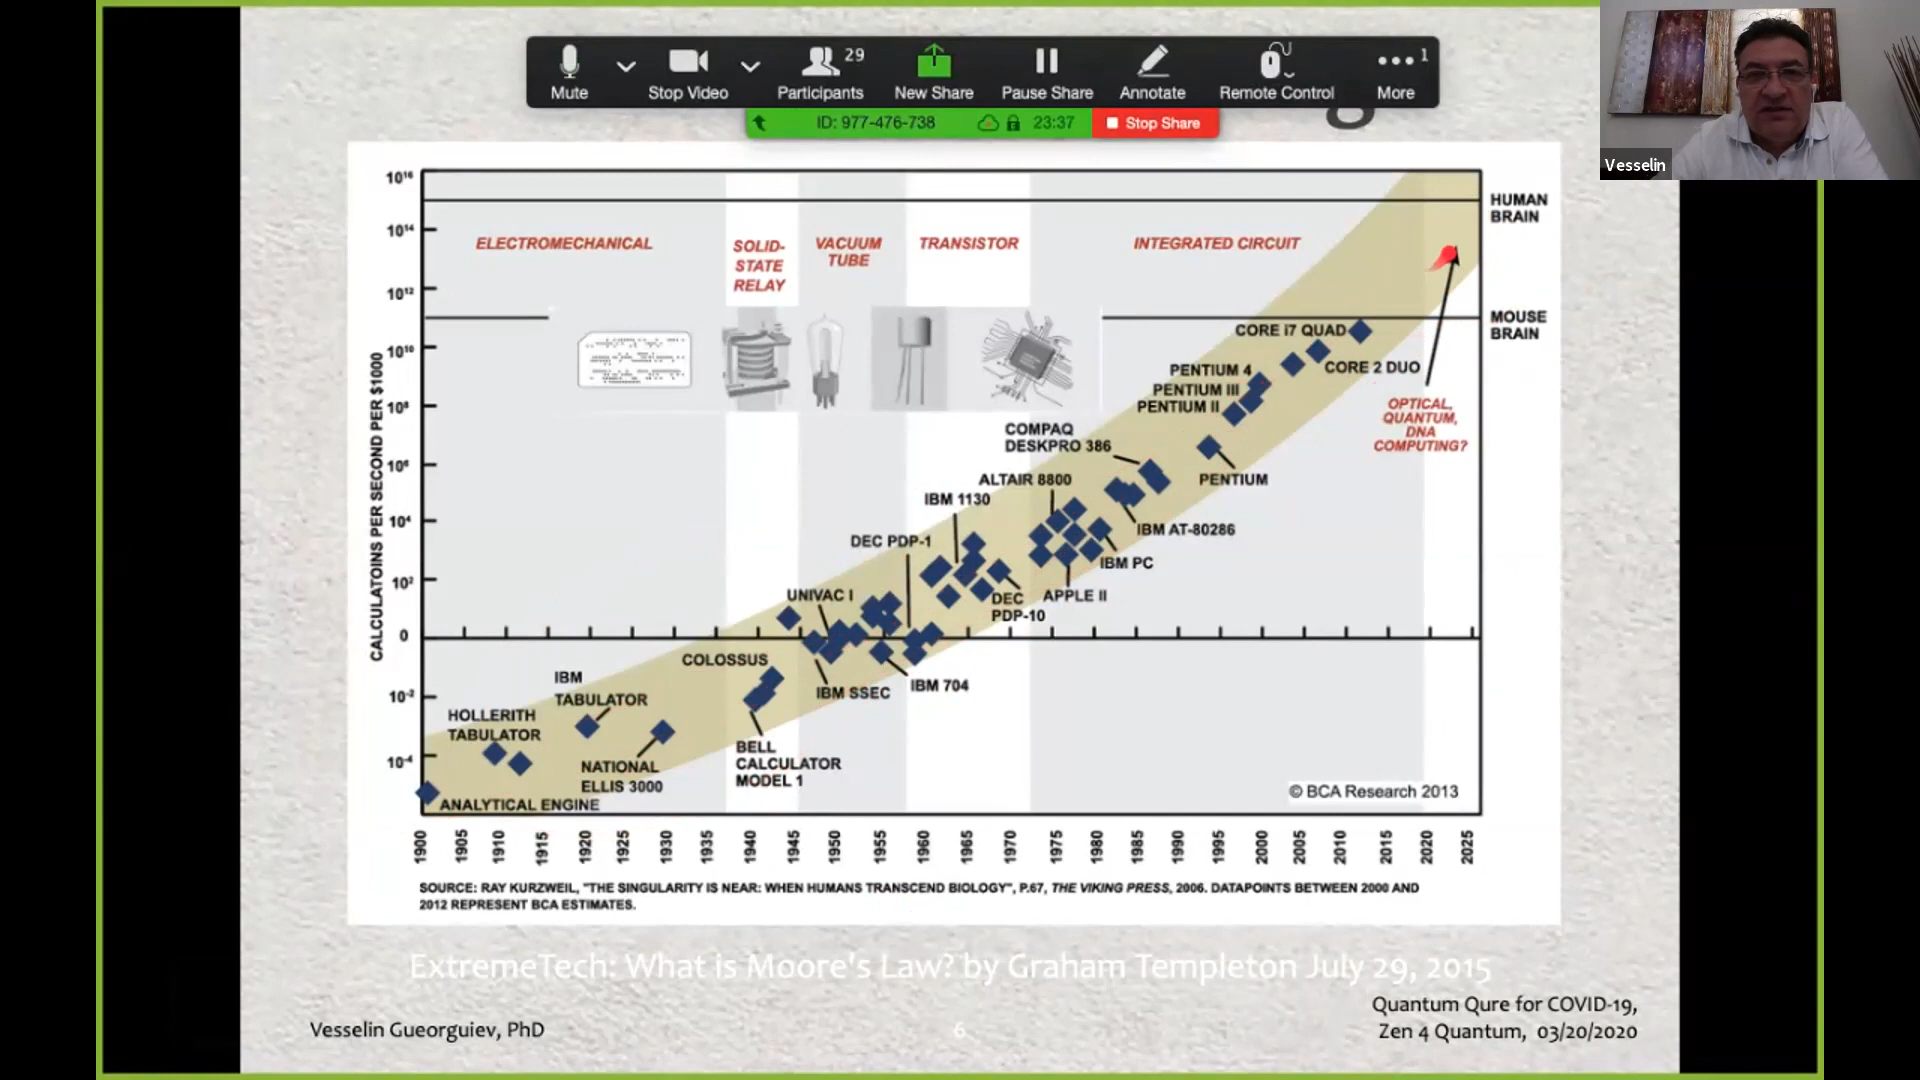 Mute
Stop Video
Participants
29
New Share
Pause Share
Annotate
Remote Control
More
1
ID: 977-476-738
23:37
Stop Share
Vesselin
CALCULATOINS PER SECOND PER $1000
10¹⁶
10¹⁴
10¹²
10¹⁰
10⁸
10⁶
10⁴
10²
0
10⁻²
10⁻⁴
ELECTROMECHANICAL
SOLID-
STATE
RELAY
VACUUM
TUBE
TRANSISTOR
INTEGRATED CIRCUIT
HUMAN
BRAIN
MOUSE
BRAIN
CORE i7 QUAD
CORE 2 DUO
PENTIUM 4
PENTIUM III
PENTIUM II
OPTICAL,
QUANTUM,
DNA
COMPUTING?
COMPAQ
DESKPRO 386
PENTIUM
ALTAIR 8800
IBM 1130
IBM AT-80286
DEC PDP-1
IBM PC
UNIVAC I
DEC
PDP-10
APPLE II
COLOSSUS
IBM
TABULATOR
IBM SSEC
IBM 704
HOLLERITH
TABULATOR
NATIONAL
ELLIS 3000
BELL
CALCULATOR
MODEL 1
ANALYTICAL ENGINE
© BCA Research 2013
1900
1905
1910
1915
1920
1925
1930
1935
1940
1945
1950
1955
1960
1965
1970
1975
1980
1985
1990
1995
2000
2005
2010
2015
2020
2025
SOURCE: RAY KURZWEIL, "THE SINGULARITY IS NEAR: WHEN HUMANS TRANSCEND BIOLOGY", P.67, THE VIKING PRESS, 2006. DATAPOINTS BETWEEN 2000 AND
2012 REPRESENT BCA ESTIMATES.
ExtremeTech: What is Moore's Law? by Graham Templeton July 29, 2015
Vesselin Gueorguiev, PhD
6
Quantum Qure for COVID-19,
Zen 4 Quantum, 03/20/2020